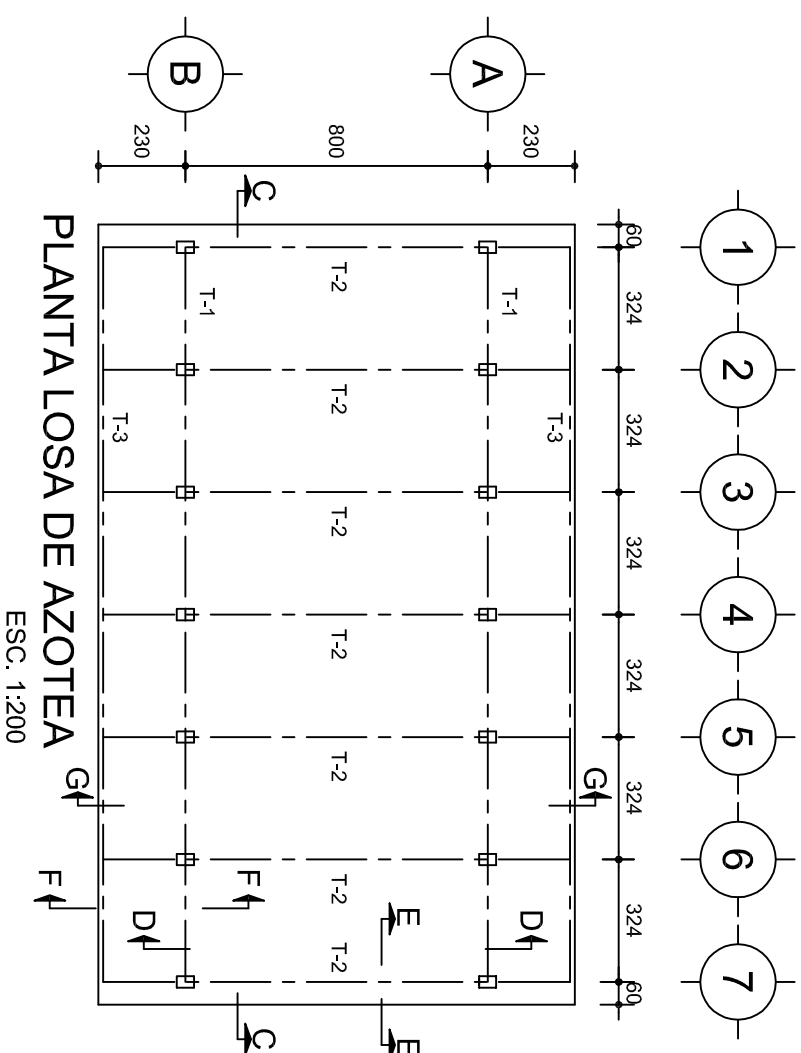 1 2 3 4 5 6 7
60 324 324 324 324 324 324 60
G
230
T-3 T-3
A
T-1
D D
E E
800
T-2 T-2 T-2 T-2 T-2 T-2 T-2
F
C C
B
T-1
230
G
F
PLANTA LOSA DE AZOTEA
ESC. 1:200